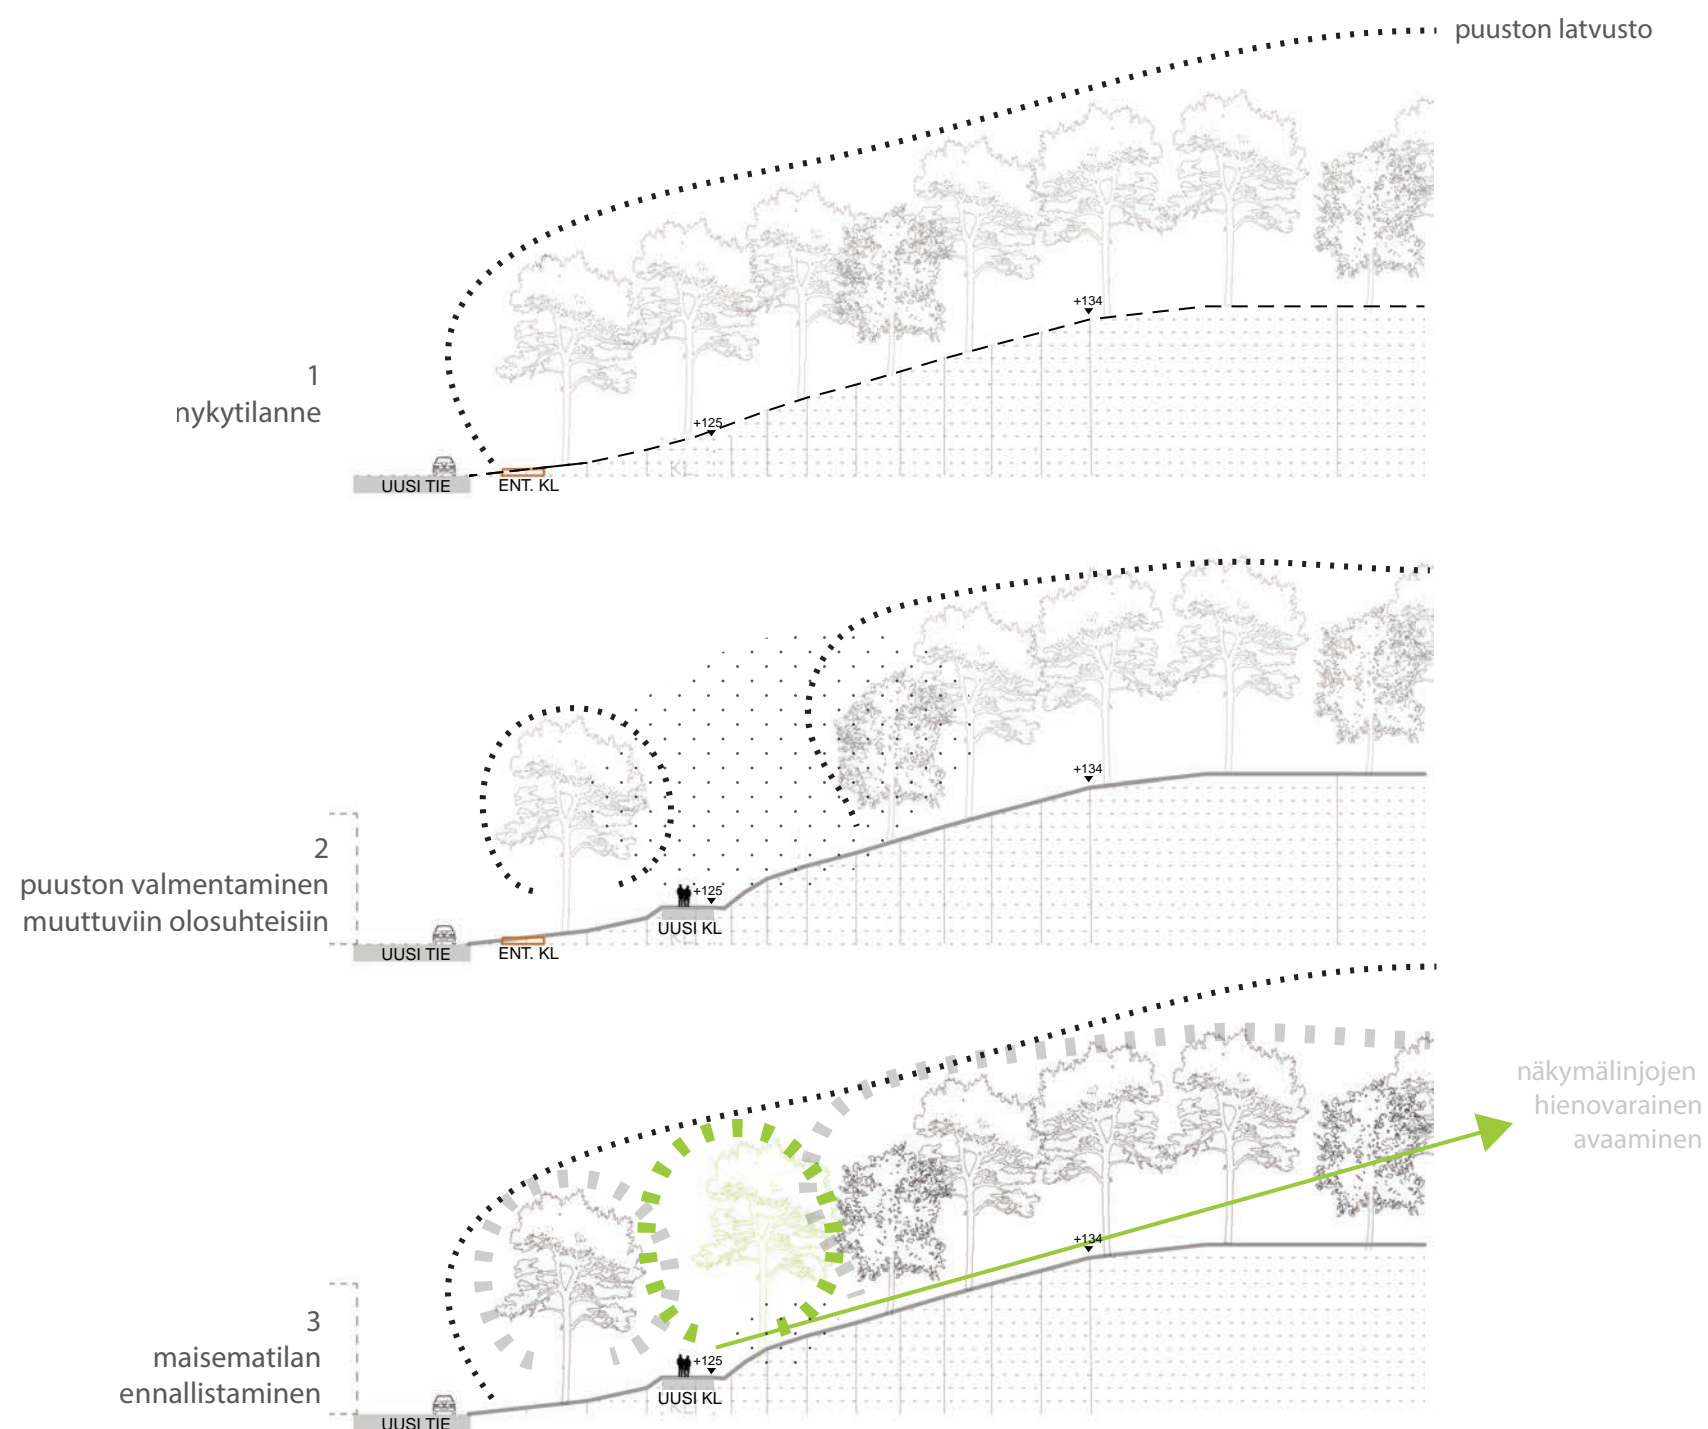 puuston latvusto
+134
1
nykytilanne
+125
KL
UUSI TIE
ENT. KL
+134
2
puuston valmentaminen
muuttuviin olosuhteisiin
+125
UUSI KL
UUSI TIE
ENT. KL
näkymälinjojen
hienovarainen
avaaminen
+134
3
maisematilan
ennallistaminen
+125
UUSI KL
KL
UUSI TIE